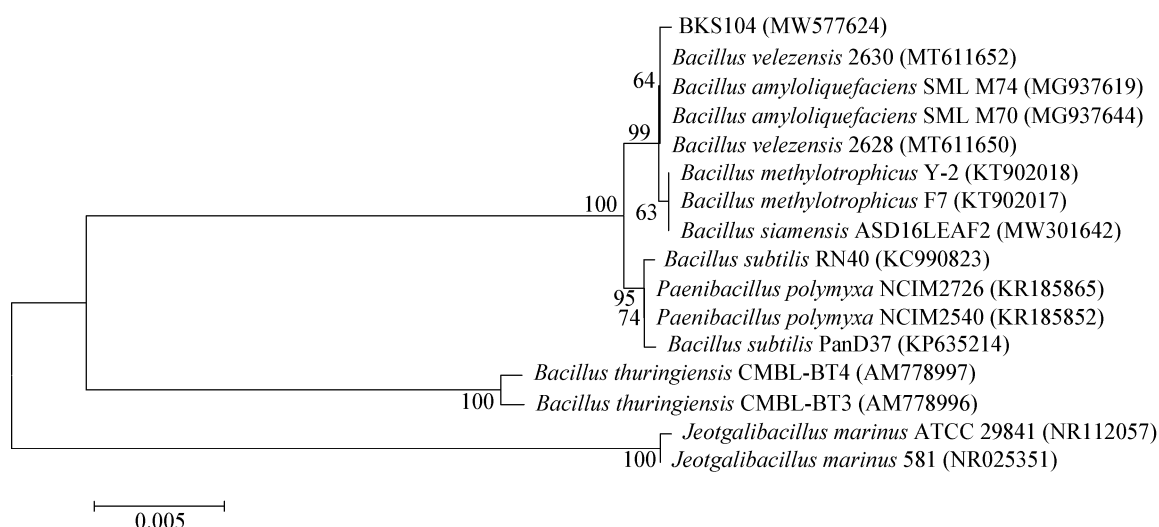 BKS104 (MW577624)
Bacillus velezensis 2630 (MT611652)
64
Bacillus amyloliquefaciens SML M74 (MG937619)
Bacillus amyloliquefaciens SML M70 (MG937644)
99
Bacillus velezensis 2628 (MT611650)
Bacillus methylotrophicus Y-2 (KT902018)
Bacillus methylotrophicus F7 (KT902017)
100
63
Bacillus siamensis ASD16LEAF2 (MW301642)
Bacillus subtilis RN40 (KC990823)
Paenibacillus polymyxa NCIM2726 (KR185865)
95
Paenibacillus polymyxa NCIM2540 (KR185852)
74
Bacillus subtilis PanD37 (KP635214)
Bacillus thuringiensis CMBL-BT4 (AM778997)
100
Bacillus thuringiensis CMBL-BT3 (AM778996)
Jeotgalibacillus marinus ATCC 29841 (NR112057)
100
Jeotgalibacillus marinus 581 (NR025351)
0.005